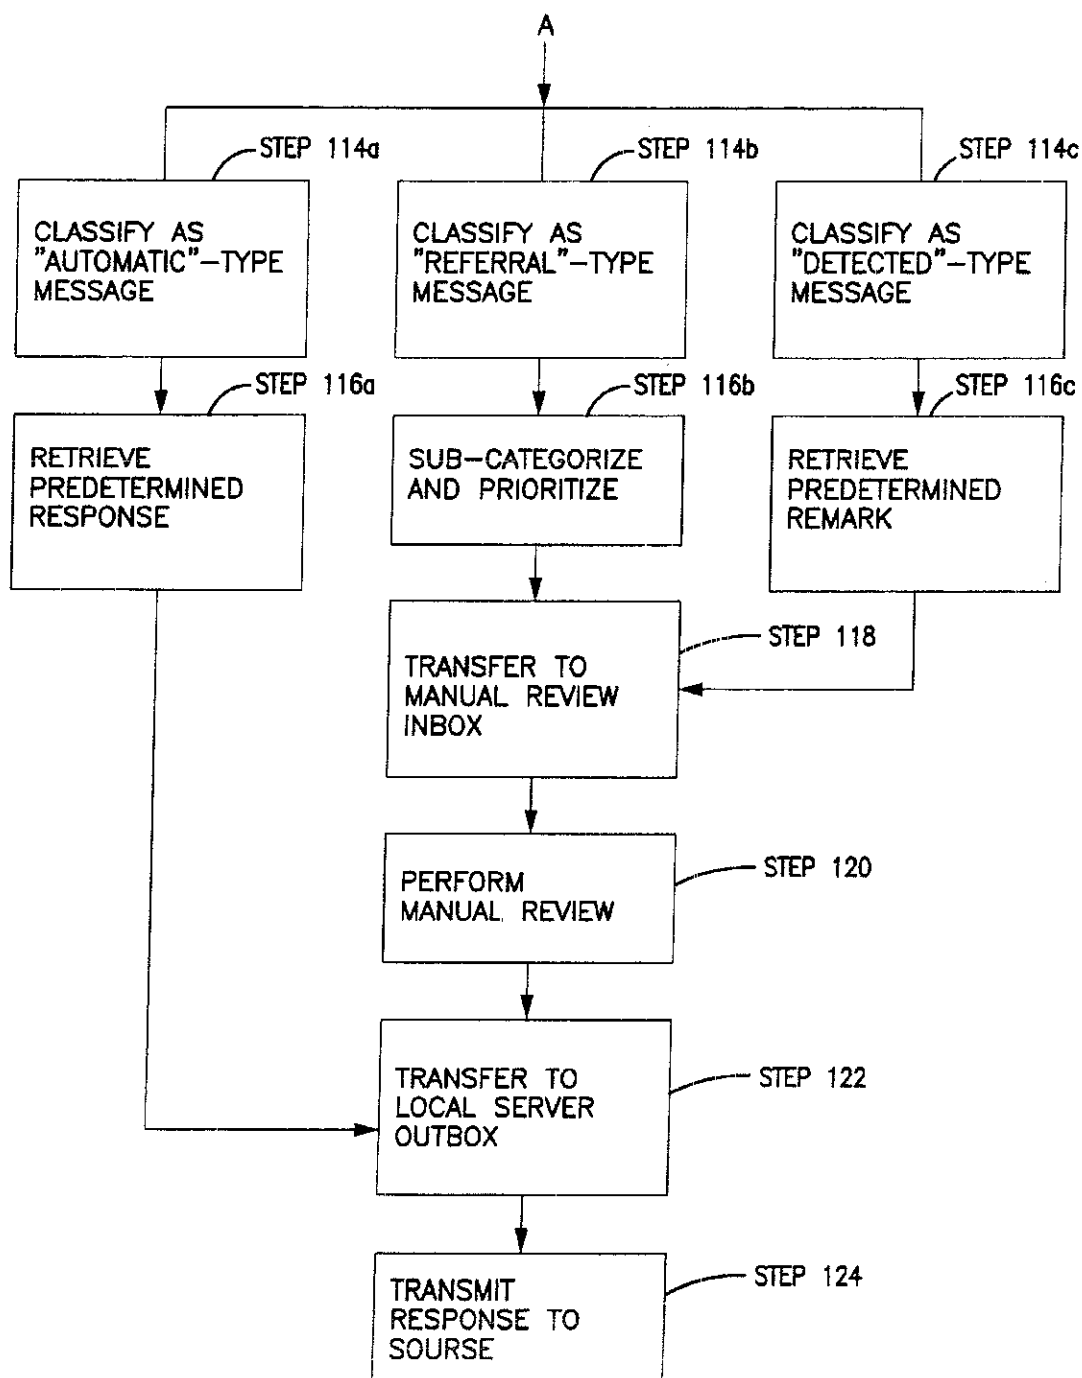 A
STEP 114a
CLASSIFY AS
"AUTOMATIC"-TYPE
MESSAGE
STEP 114b
CLASSIFY AS
"REFERRAL"-TYPE
MESSAGE
STEP 114c
CLASSIFY AS
"DETECTED"-TYPE
MESSAGE
STEP 116a
RETRIEVE
PREDETERMINED
RESPONSE
STEP 116b
SUB-CATEGORIZE
AND PRIORITIZE
STEP 116c
RETRIEVE
PREDETERMINED
REMARK
STEP 118
TRANSFER TO
MANUAL REVIEW
INBOX
STEP 120
PERFORM
MANUAL REVIEW
STEP 122
TRANSFER TO
LOCAL SERVER
OUTBOX
STEP 124
TRANSMIT
RESPONSE TO
SOURSE